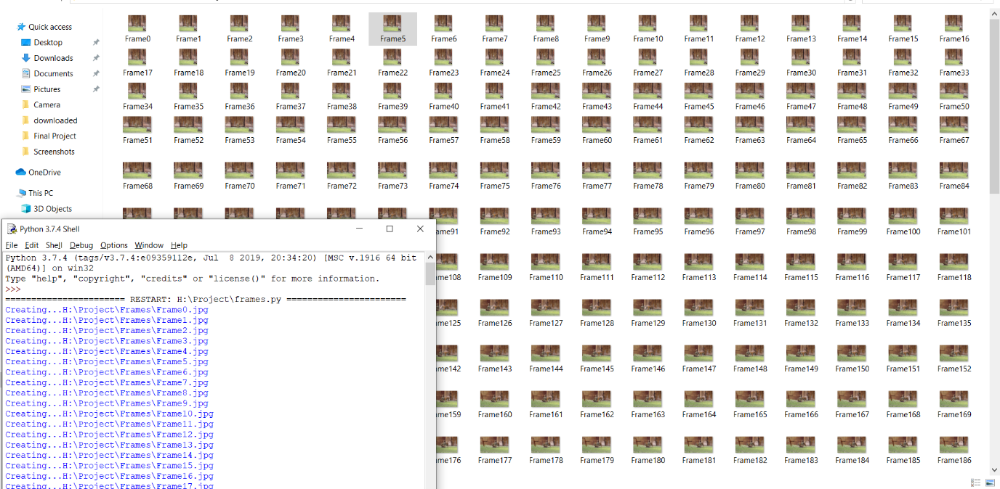 Quick access
Desktop
Downloads
Documents
Pictures
Camera
downloaded
Final Project
Screenshots
OneDrive
This PC
3D Objects
Frame0 Frame1 Frame2 Frame3 Frame4 Frame5 Frame6 Frame7 Frame8 Frame9 Frame10 Frame11 Frame12 Frame13 Frame14 Frame15 Frame16
Frame17 Frame18 Frame19 Frame20 Frame21 Frame22 Frame23 Frame24 Frame25 Frame26 Frame27 Frame28 Frame29 Frame30 Frame31 Frame32 Frame33
Frame34 Frame35 Frame36 Frame37 Frame38 Frame39 Frame40 Frame41 Frame42 Frame43 Frame44 Frame45 Frame46 Frame47 Frame48 Frame49 Frame50
Frame51 Frame52 Frame53 Frame54 Frame55 Frame56 Frame57 Frame58 Frame59 Frame60 Frame61 Frame62 Frame63 Frame64 Frame65 Frame66 Frame67
Frame68 Frame69 Frame70 Frame71 Frame72 Frame73 Frame74 Frame75 Frame76 Frame77 Frame78 Frame79 Frame80 Frame81 Frame82 Frame83 Frame84
ame91 Frame92 Frame93 Frame94 Frame95 Frame96 Frame97 Frame98 Frame99 Frame100 Frame101
me108 Frame109 Frame110 Frame111 Frame112 Frame113 Frame114 Frame115 Frame116 Frame117 Frame118
me125 Frame126 Frame127 Frame128 Frame129 Frame130 Frame131 Frame132 Frame133 Frame134 Frame135
me142 Frame143 Frame144 Frame145 Frame146 Frame147 Frame148 Frame149 Frame150 Frame151 Frame152
me159 Frame160 Frame161 Frame162 Frame163 Frame164 Frame165 Frame166 Frame167 Frame168 Frame169
me176 Frame177 Frame178 Frame179 Frame180 Frame181 Frame182 Frame183 Frame184 Frame185 Frame186
Python 3.7.4 Shell
File Edit Shell Debug Options Window Help
Python 3.7.4 (tags/v3.7.4:e09359112e, Jul  8 2019, 20:34:20) [MSC v.1916 64 bit
(AMD64)] on win32
Type "help", "copyright", "credits" or "license()" for more information.
>>>
======================= RESTART: H:\Project\frames.py =======================
Creating...H:\Project\Frames\Frame0.jpg
Creating...H:\Project\Frames\Frame1.jpg
Creating...H:\Project\Frames\Frame2.jpg
Creating...H:\Project\Frames\Frame3.jpg
Creating...H:\Project\Frames\Frame4.jpg
Creating...H:\Project\Frames\Frame5.jpg
Creating...H:\Project\Frames\Frame6.jpg
Creating...H:\Project\Frames\Frame7.jpg
Creating...H:\Project\Frames\Frame8.jpg
Creating...H:\Project\Frames\Frame9.jpg
Creating...H:\Project\Frames\Frame10.jpg
Creating...H:\Project\Frames\Frame11.jpg
Creating...H:\Project\Frames\Frame12.jpg
Creating...H:\Project\Frames\Frame13.jpg
Creating...H:\Project\Frames\Frame14.jpg
Creating...H:\Project\Frames\Frame15.jpg
Creating...H:\Project\Frames\Frame16.jpg
Creating...H:\Project\Frames\Frame17.jpg